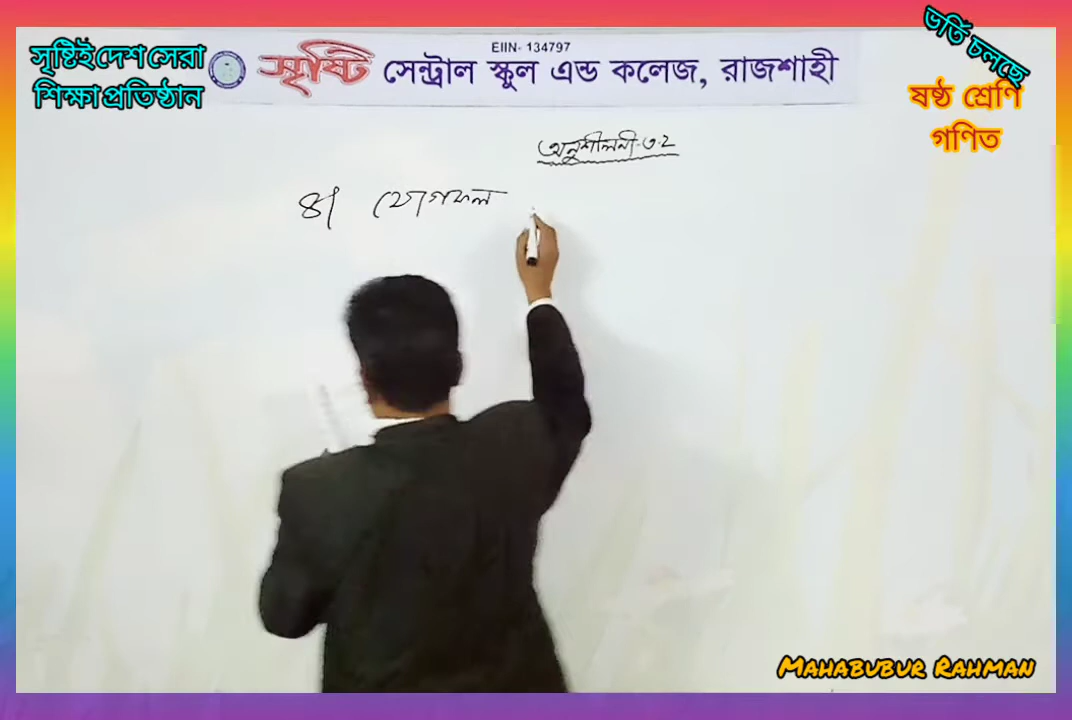 সৃষ্টিই দেশ সেরা
শিক্ষা প্রতিষ্ঠান
EIIN- 134797
সৃষ্টি সেন্ট্রাল স্কুল এন্ড কলেজ, রাজশাহী
ভর্তি চলছে
ষষ্ঠ শ্রেণি
গণিত
অনুশীলনী-৩.২
৪। যোগফল
MAHABUBUR RAHMAN